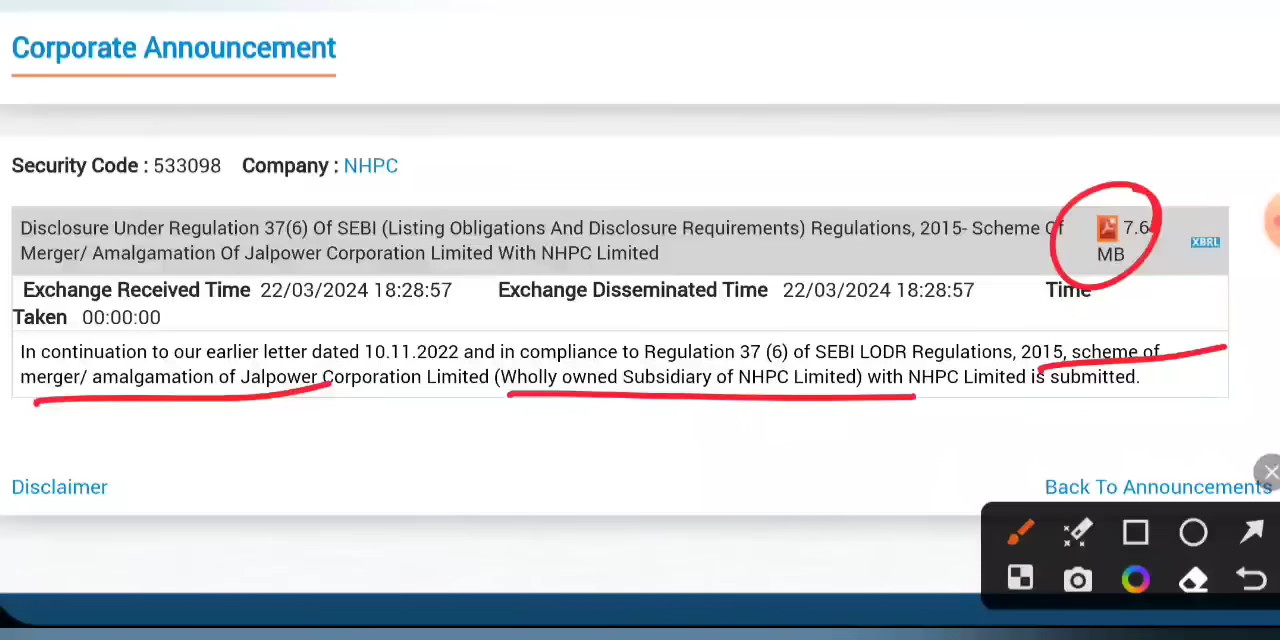 Corporate Announcement
Security Code : 533098 Company : NHPC
Disclosure Under Regulation 37(6) Of SEBI (Listing Obligations And Disclosure Requirements) Regulations, 2015- Scheme Of
Merger/ Amalgamation Of Jalpower Corporation Limited With NHPC Limited
7.6
MB
XBRL
Exchange Received Time 22/03/2024 18:28:57 Exchange Disseminated Time 22/03/2024 18:28:57 Time
Taken 00:00:00
In continuation to our earlier letter dated 10.11.2022 and in compliance to Regulation 37 (6) of SEBI LODR Regulations, 2015, scheme of
merger/ amalgamation of Jalpower Corporation Limited (Wholly owned Subsidiary of NHPC Limited) with NHPC Limited is submitted.
Disclaimer
Back To Announcements